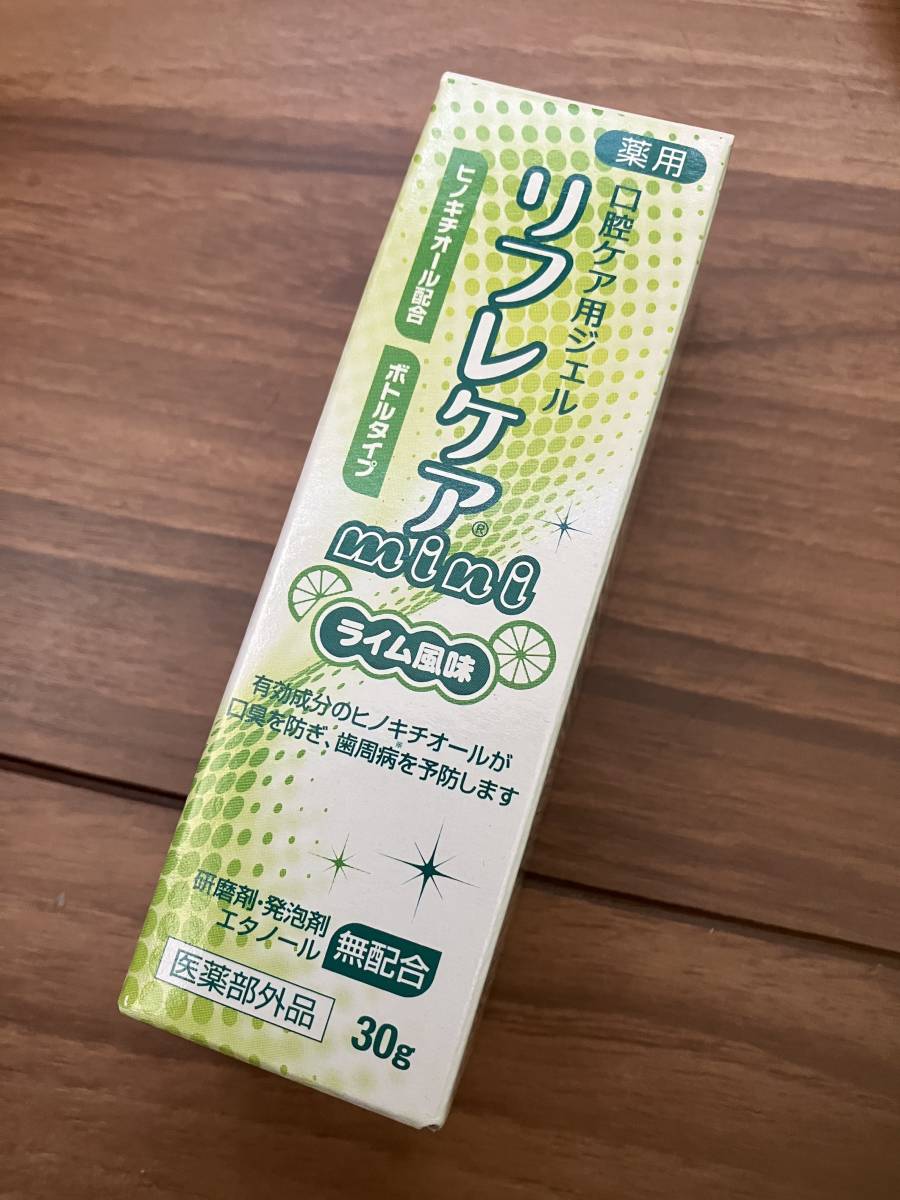 薬用
口腔ケア用ジェル
リフレケア®
mini
ヒノキチオール配合
ボトルタイプ
ライム風味
有効成分のヒノキチオールが
口臭を防ぎ、歯周病※を予防します
研磨剤・発泡剤
エタノール
無配合
医薬部外品
30g